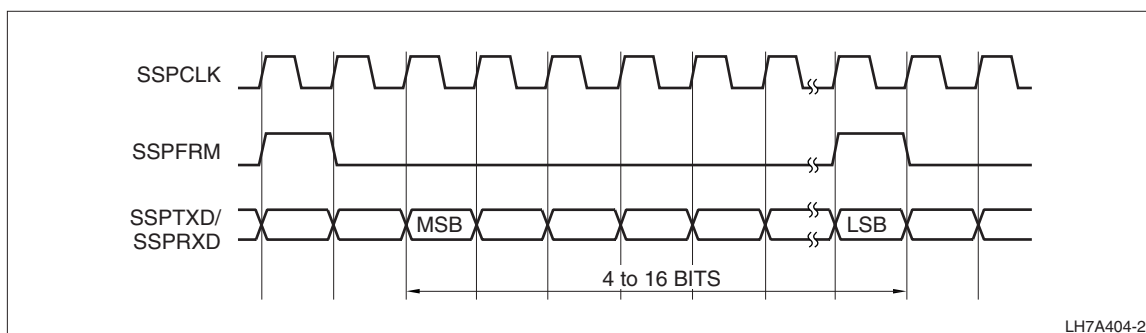 SSPCLK
SSPFRM
SSPTXD/
SSPRXD
MSB
LSB
4 to 16 BITS
LH7A404-2